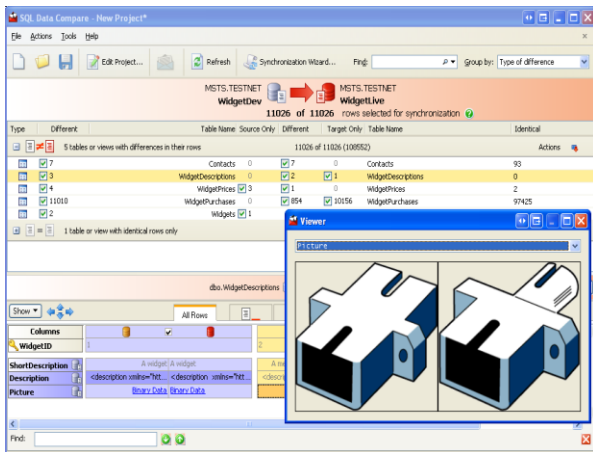 SQL Data Compare - New Project*
File Actions Tools Help
Edit Project... Refresh Synchronization Wizard... Find: Group by: Type of difference
MSTS.TESTNET MSTS.TESTNET
WidgetDev WidgetLive
11026 of 11026 rows selected for synchronization
Type Different Table Name Source Only Different Target Only Table Name Identical
5 tables or views with differences in their rows 11026 of 11026 (108552) Actions
7 Contacts 0 7 0 Contacts 93
3 WidgetDescriptions 0 2 1 WidgetDescriptions 0
4 WidgetPrices 3 1 0 WidgetPrices 2
11010 WidgetPurchases 0 854 10156 WidgetPurchases 97425
2 Widgets 1
1 table or view with identical rows only
Viewer
Picture
dbo.WidgetDescriptions
Show All Rows
Columns
WidgetID 1 2
ShortDescription A widget A widget
Description <description xmlns="htt... <description xmlns="htt...
Picture Binary Data Binary Data
Find: